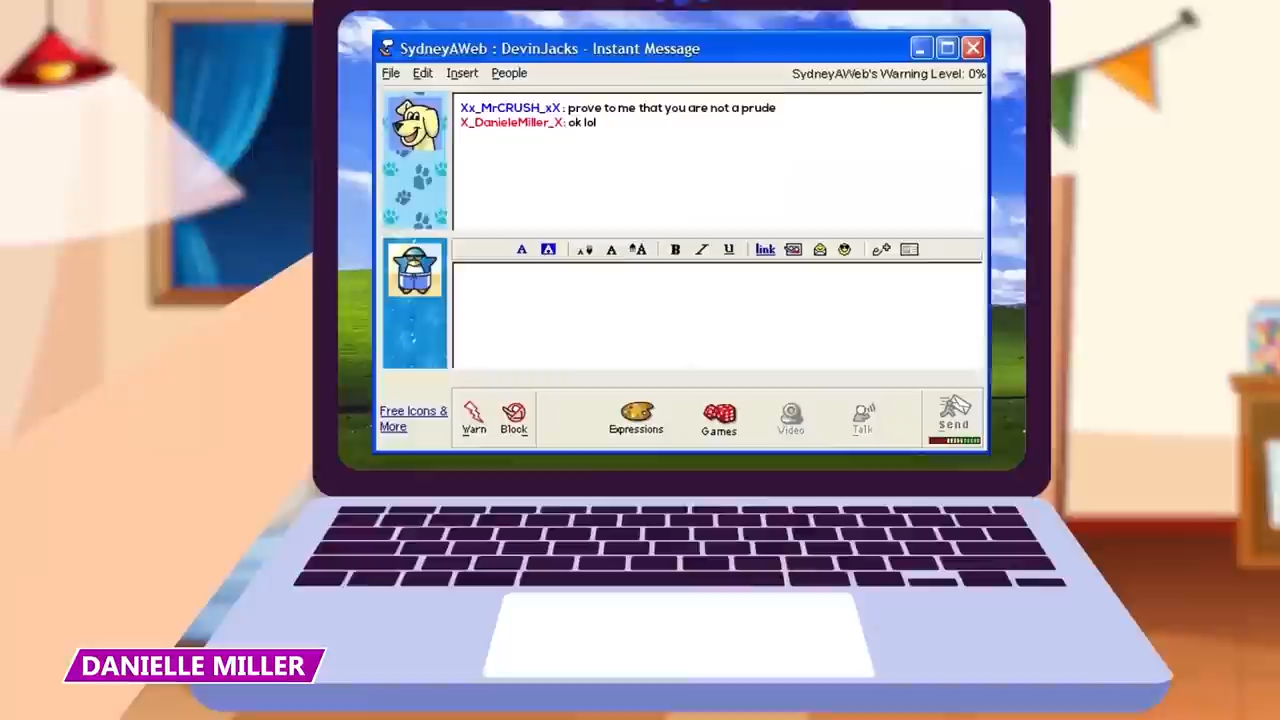 SydneyAWeb : DevinJacks - Instant Message
File Edit Insert People
SydneyAWeb's Warning Level: 0%
Xx_MrCRUSH_xX : prove to me that you are not a prude
X_DanieleMiller_X: ok lol
A A A A A B I U link
Free Icons &
More
Warn Block Expressions Games Video Talk Send
DANIELLE MILLER